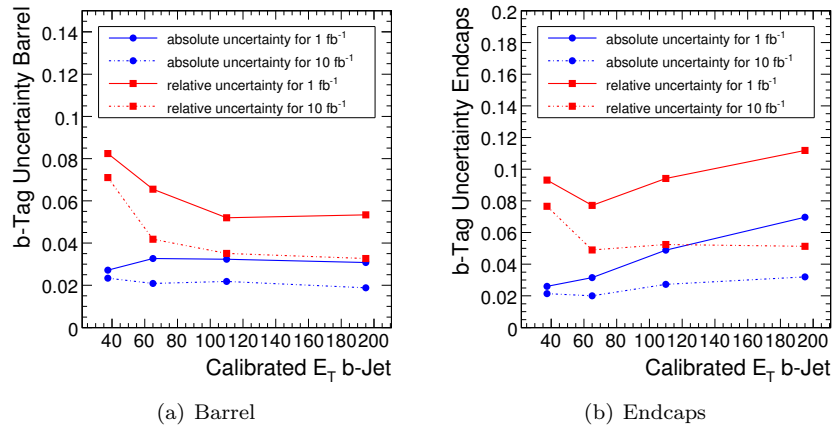 b-Tag Uncertainty Barrel
0.14
0.12
0.1
0.08
0.06
0.04
0.02
0
absolute uncertainty for 1 fb⁻¹
absolute uncertainty for 10 fb⁻¹
relative uncertainty for 1 fb⁻¹
relative uncertainty for 10 fb⁻¹
40 60 80 100 120 140 160 180 200
Calibrated E_T b-Jet
(a) Barrel
b-Tag Uncertainty Endcaps
0.2
0.18
0.16
0.14
0.12
0.1
0.08
0.06
0.04
0.02
0
absolute uncertainty for 1 fb⁻¹
absolute uncertainty for 10 fb⁻¹
relative uncertainty for 1 fb⁻¹
relative uncertainty for 10 fb⁻¹
40 60 80 100 120 140 160 180 200
Calibrated E_T b-Jet
(b) Endcaps